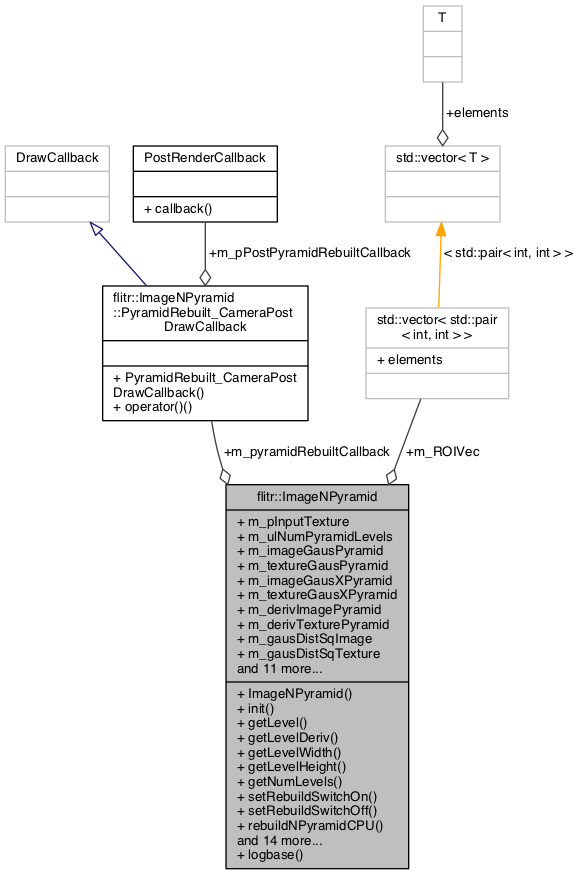 T
+elements
DrawCallback
PostRenderCallback
+ callback()
std::vector< T >
+m_pPostPyramidRebuiltCallback
< std::pair< int, int > >
flitr::ImageNPyramid
::PyramidRebuilt_CameraPost
DrawCallback
+ PyramidRebuilt_CameraPost
DrawCallback()
+ operator()()
std::vector< std::pair
< int, int > >
+ elements
+m_pyramidRebuiltCallback
+m_ROIVec
flitr::ImageNPyramid
+ m_pInputTexture
+ m_ulNumPyramidLevels
+ m_imageGausPyramid
+ m_textureGausPyramid
+ m_imageGausXPyramid
+ m_textureGausXPyramid
+ m_derivImagePyramid
+ m_derivTexturePyramid
+ m_gausDistSqImage
+ m_gausDistSqTexture
and 11 more...
+ ImageNPyramid()
+ init()
+ getLevel()
+ getLevelDeriv()
+ getLevelWidth()
+ getLevelHeight()
+ getNumLevels()
+ setRebuildSwitchOn()
+ setRebuildSwitchOff()
+ rebuildNPyramidCPU()
and 14 more...
+ logbase()